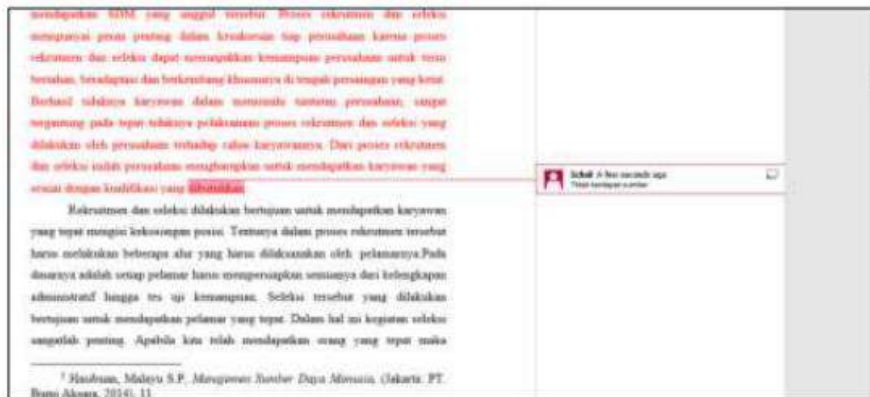 mendapatkan SDM yang unggul tersebut. Proses rekrutmen dan seleksi
mempunyai peran penting dalam kesuksesan tiap perusahaan karena proses
rekrutmen dan seleksi dapat menunjukkan kemampuan perusahaan untuk terus
bertahan, beradaptasi dan berkembang khususnya di tengah persaingan yang ketat.
Berhasil tidaknya karyawan dalam memenuhi tuntutan perusahaan, sangat
tergantung pada tepat tidaknya pelaksanaan proses rekrutmen dan seleksi yang
dilakukan oleh perusahaan terhadap calon karyawannya. Dari proses rekrutmen
dan seleksi inilah perusahaan mengharapkan untuk mendapatkan karyawan yang
sesuai dengan kualifikasi yang dibutuhkan.
A few seconds ago
Tidak terdapat sumber
Rekrutmen dan seleksi dilakukan bertujuan untuk mendapatkan karyawan
yang tepat mengisi kekosongan posisi. Tentunya dalam proses rekrutmen tersebut
harus melakukan beberapa alur yang harus dilaksanakan oleh pelamarnya.Pada
dasarnya adalah setiap pelamar harus mempersiapkan semuanya dari kelengkapan
administratif hingga tes uji kemampuan. Seleksi tersebut yang dilakukan
bertujuan untuk mendapatkan pelamar yang tepat. Dalam hal ini kegiatan seleksi
sangatlah penting. Apabila kita telah mendapatkan orang yang tepat maka
Hasibuan, Malayu S.P, Manajemen Sumber Daya Manusia, (Jakarta: PT.
Bumi Aksara, 2014), 11